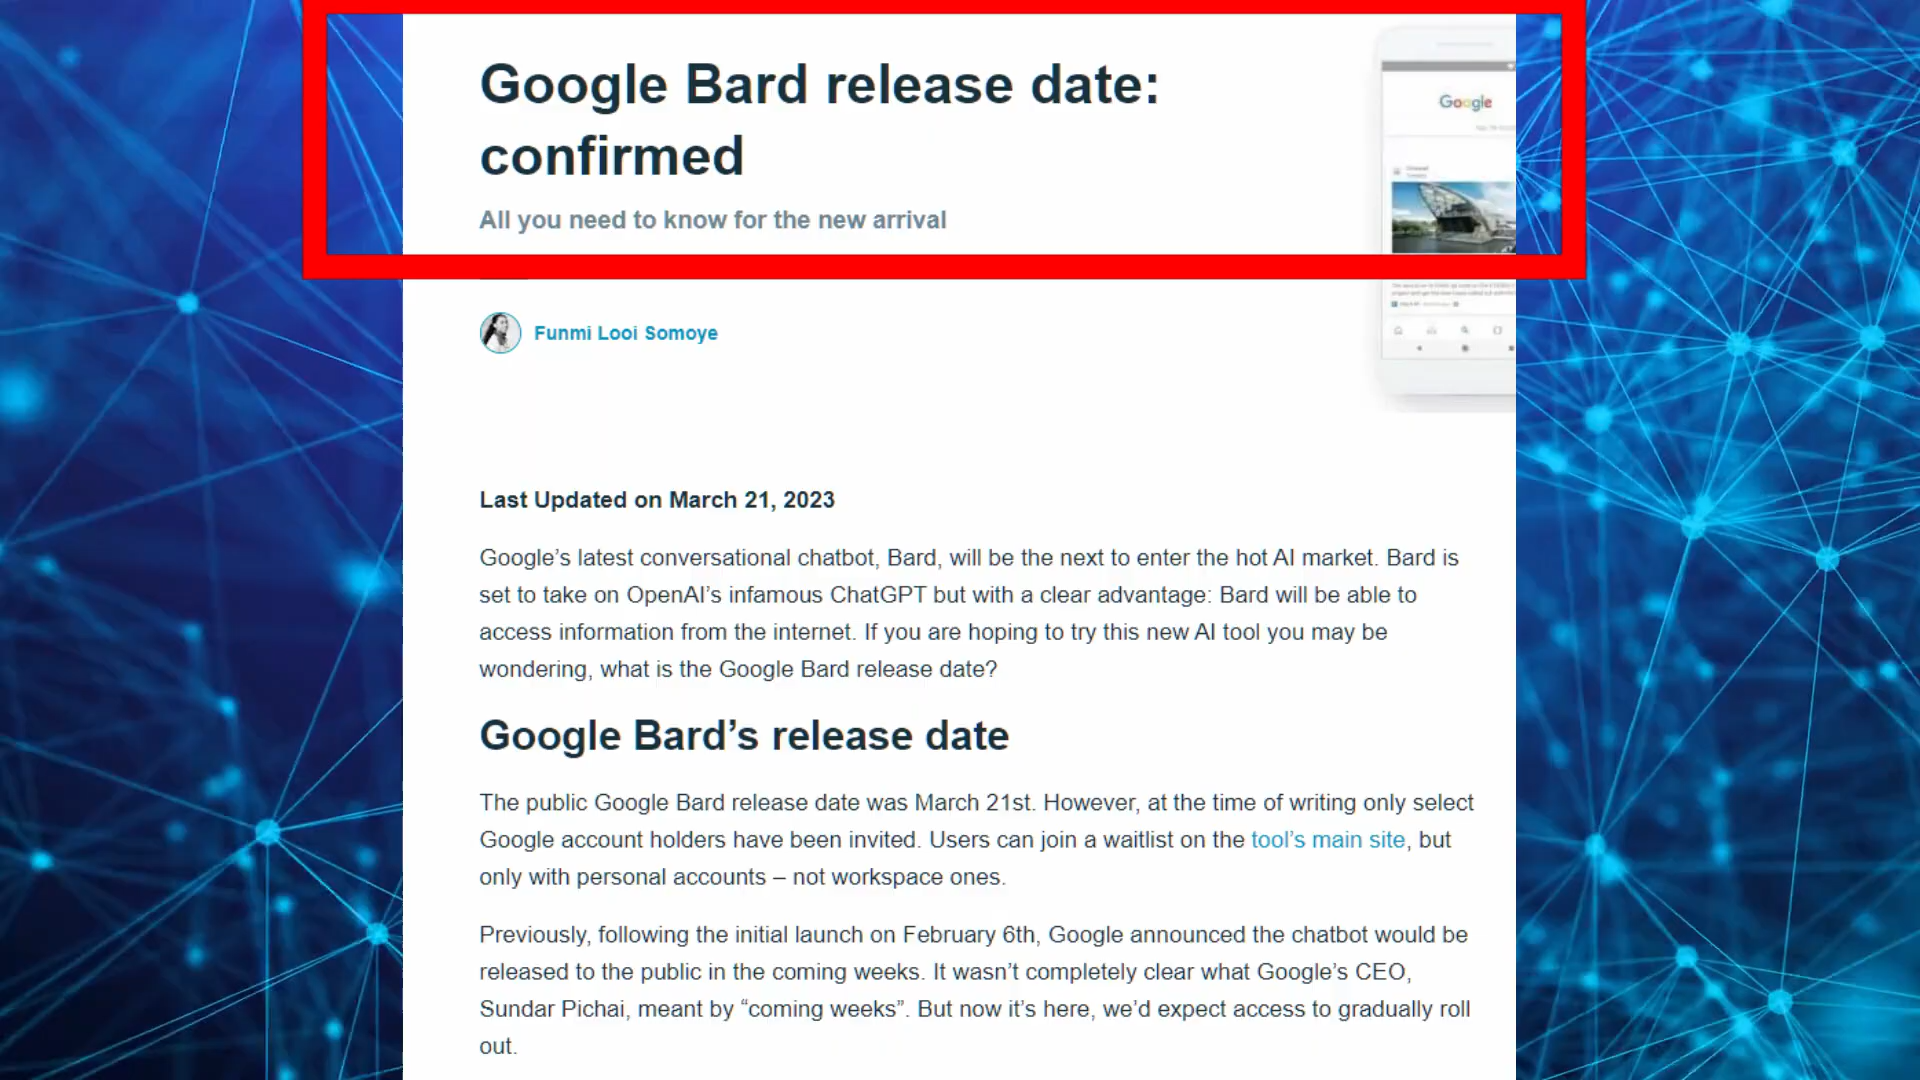 Google Bard release date:
confirmed
All you need to know for the new arrival
Google
Funmi Looi Somoye
Last Updated on March 21, 2023
Google’s latest conversational chatbot, Bard, will be the next to enter the hot AI market. Bard is
set to take on OpenAI’s infamous ChatGPT but with a clear advantage: Bard will be able to
access information from the internet. If you are hoping to try this new AI tool you may be
wondering, what is the Google Bard release date?
Google Bard’s release date
The public Google Bard release date was March 21st. However, at the time of writing only select
Google account holders have been invited. Users can join a waitlist on the tool’s main site, but
only with personal accounts – not workspace ones.
Previously, following the initial launch on February 6th, Google announced the chatbot would be
released to the public in the coming weeks. It wasn’t completely clear what Google’s CEO,
Sundar Pichai, meant by “coming weeks”. But now it’s here, we’d expect access to gradually roll
out.